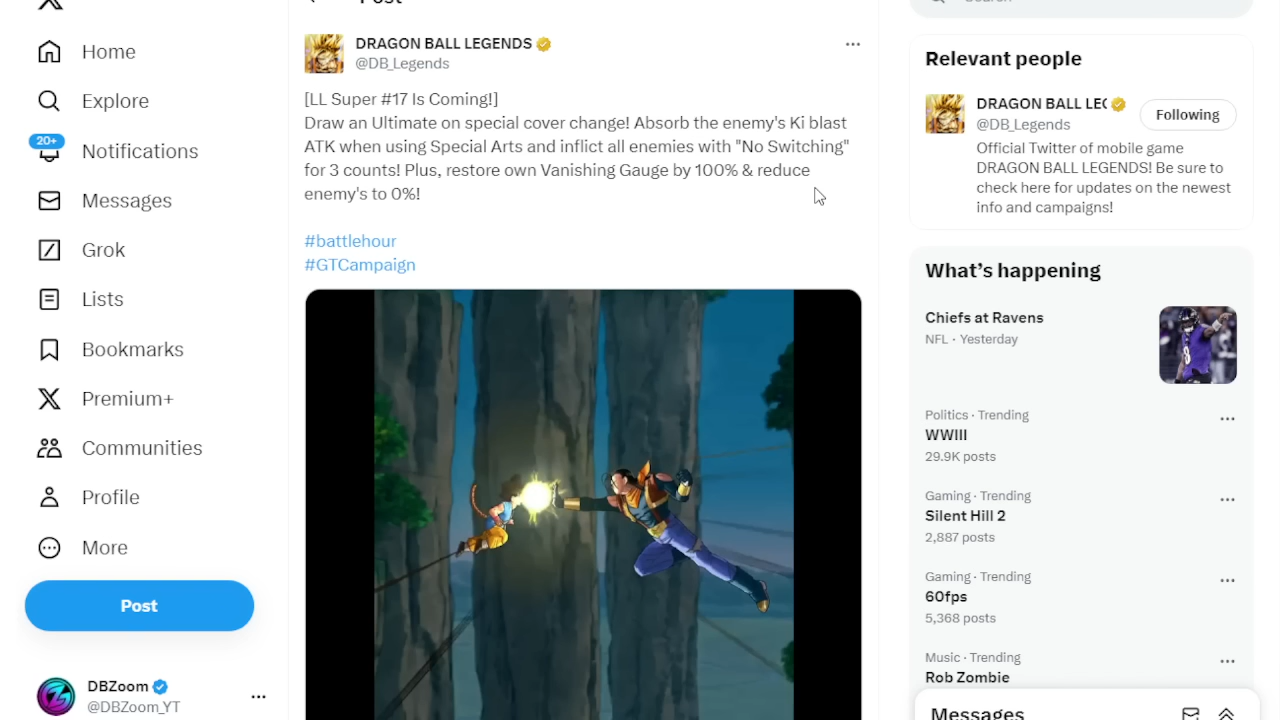 Post
Search
Home
Explore
20+
Notifications
Messages
Grok
Lists
Bookmarks
Premium+
Communities
Profile
More
Post
DBZoom
@DBZoom_YT
DRAGON BALL LEGENDS
@DB_Legends
[LL Super #17 Is Coming!]
Draw an Ultimate on special cover change! Absorb the enemy's Ki blast
ATK when using Special Arts and inflict all enemies with "No Switching"
for 3 counts! Plus, restore own Vanishing Gauge by 100% & reduce
enemy's to 0%!
#battlehour
#GTCampaign
Relevant people
DRAGON BALL LEG
Following
@DB_Legends
Official Twitter of mobile game
DRAGON BALL LEGENDS! Be sure to
check here for updates on the newest
info and campaigns!
What’s happening
Chiefs at Ravens
NFL · Yesterday
Politics · Trending
WWIII
29.9K posts
Gaming · Trending
Silent Hill 2
2,887 posts
Gaming · Trending
60fps
5,368 posts
Music · Trending
Rob Zombie
Messages